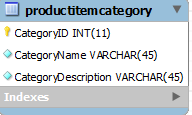 productitemcategory
CategoryID INT(11)
CategoryName VARCHAR(45)
CategoryDescription VARCHAR(45)
Indexes